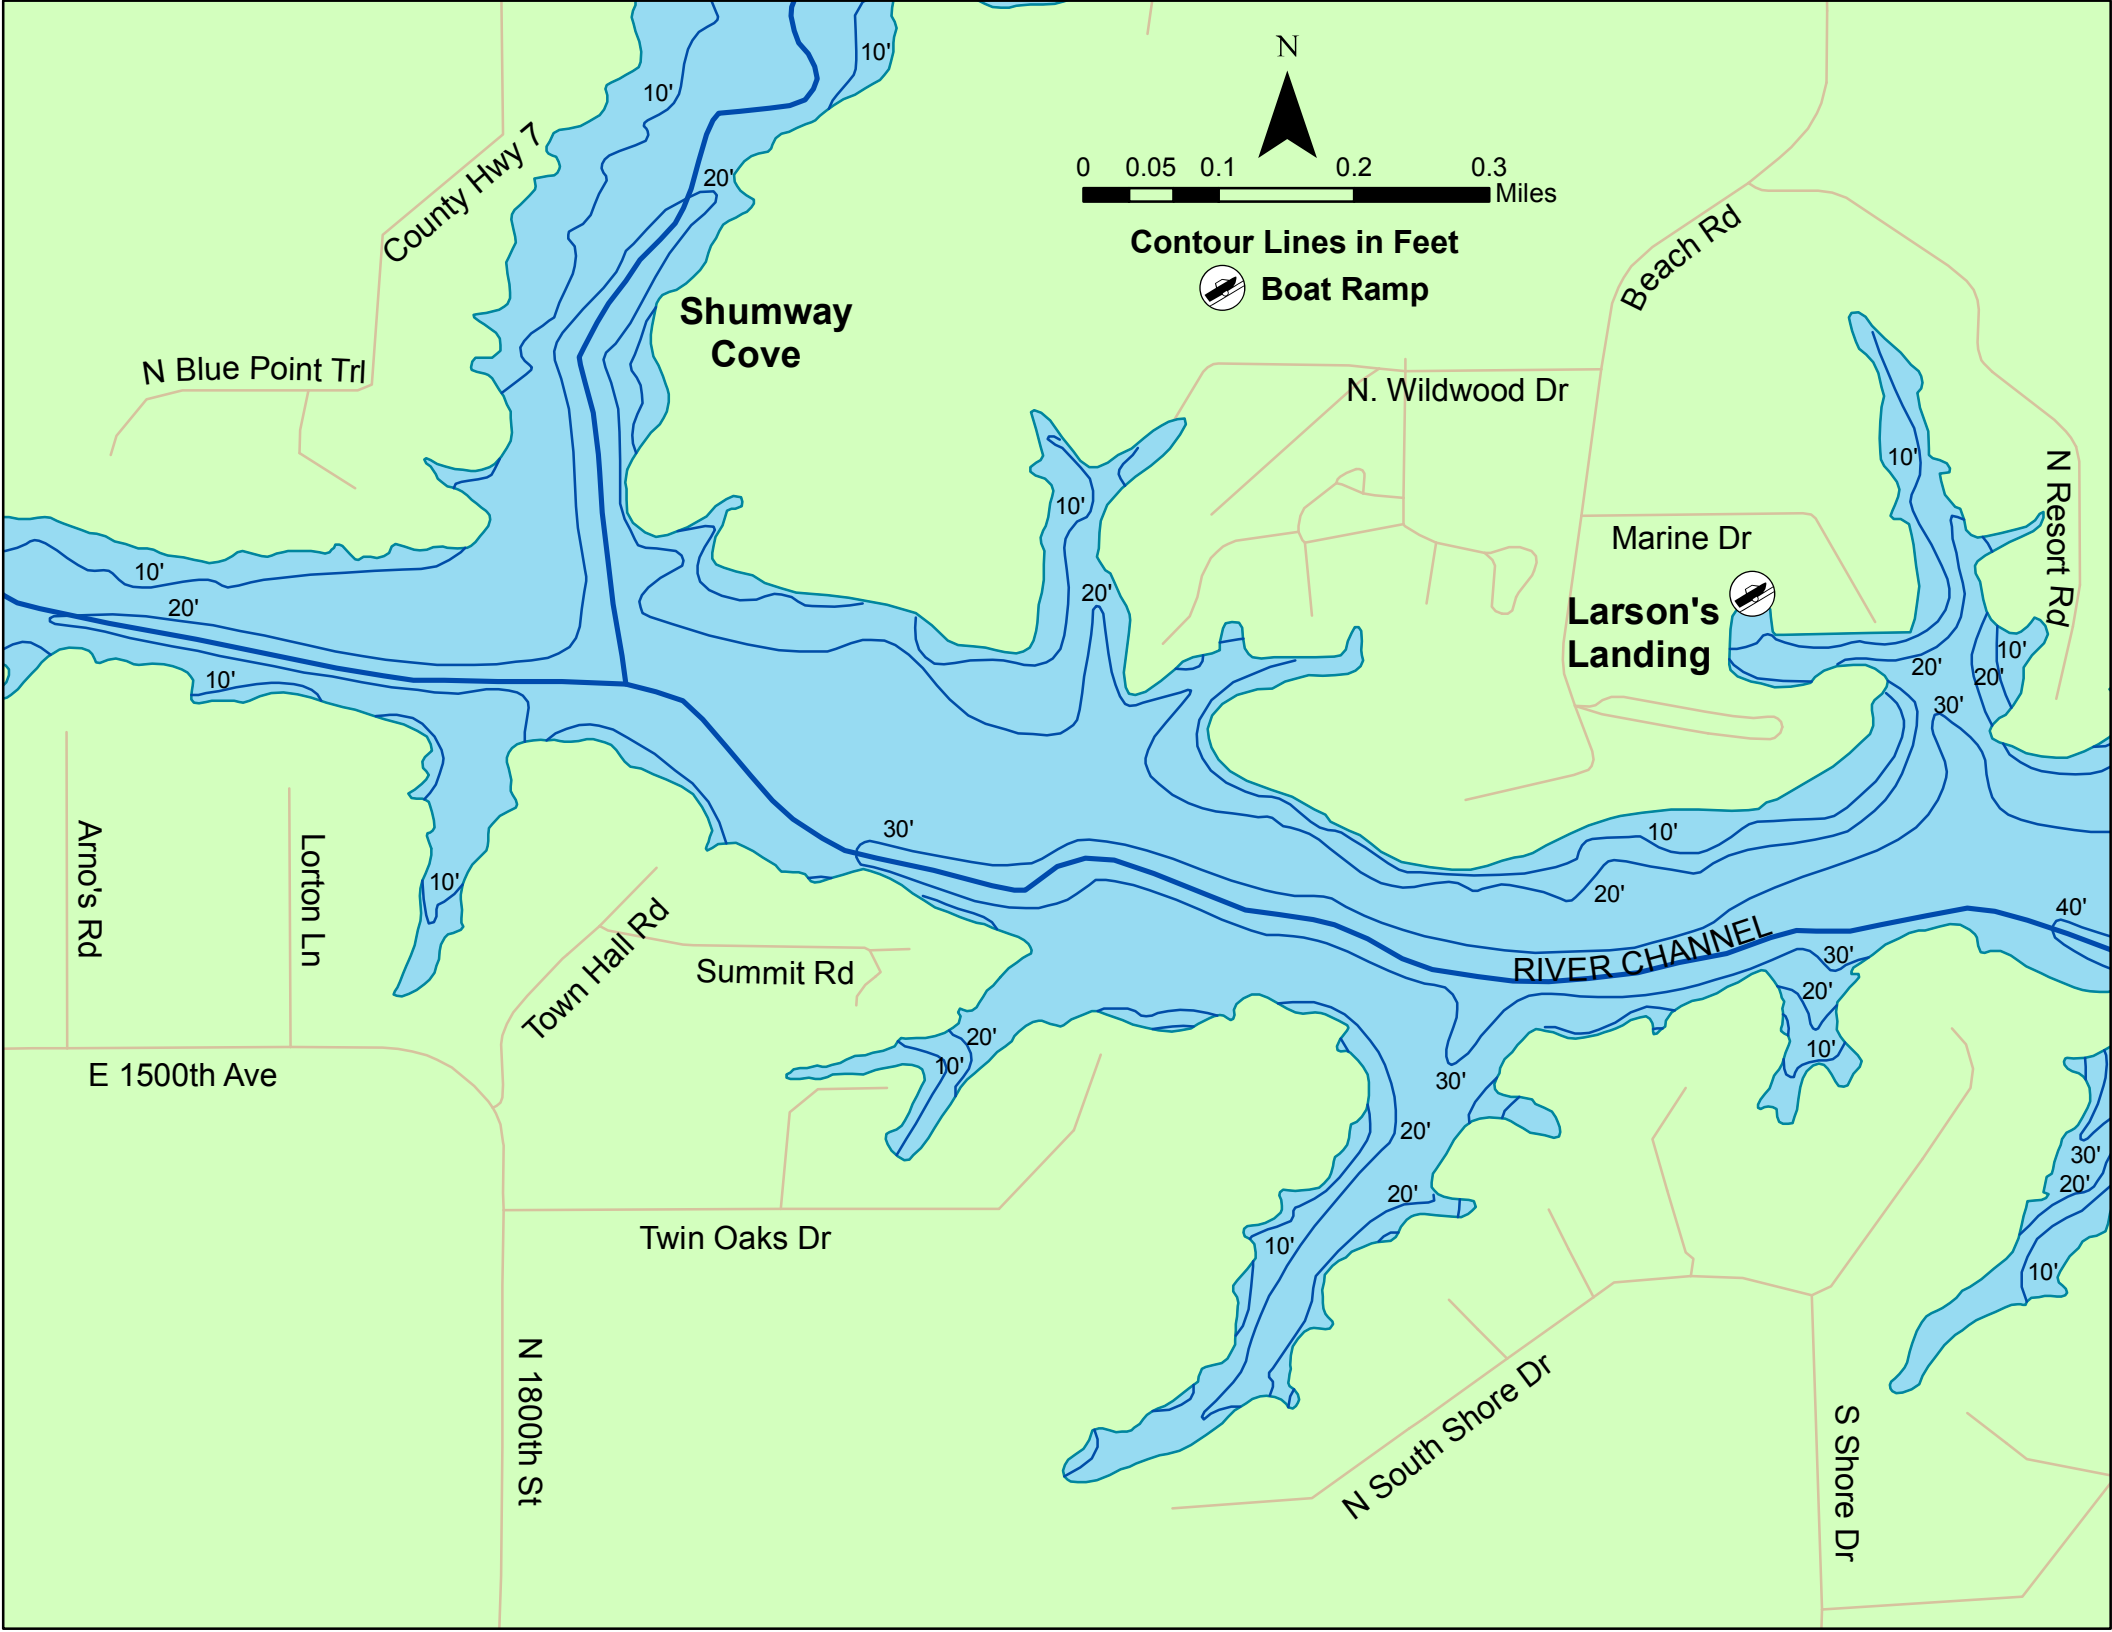 N
10'
10'
0 0.05 0.1 0.2 0.3
Miles
County Hwy 7
20'
Contour Lines in Feet
Boat Ramp
Beach Rd
Shumway
Cove
N Blue Point Trl
N. Wildwood Dr
10'
N Resort Rd
10'
Marine Dr
10'
20'
20'
Larson's
Landing
10'
20'
20'
10'
30'
Arno's Rd
Lorton Ln
30'
10'
10'
20'
40'
Town Hall Rd
Summit Rd
RIVER CHANNEL
30'
20'
20'
10'
10'
E 1500th Ave
30'
20'
30'
20'
20'
Twin Oaks Dr
10'
10'
N 1800th St
N South Shore Dr
S Shore Dr